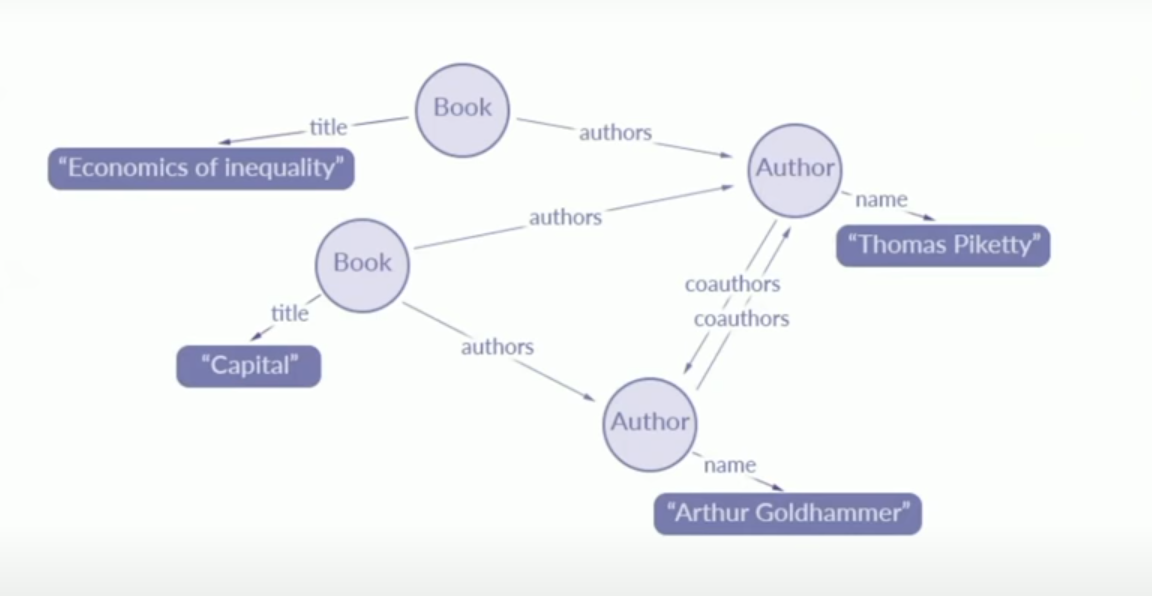 Book
title
authors
"Economics of inequality"
Author
name
authors
"Thomas Piketty"
Book
title
coauthors
coauthors
authors
"Capital"
Author
name
"Arthur Goldhammer"